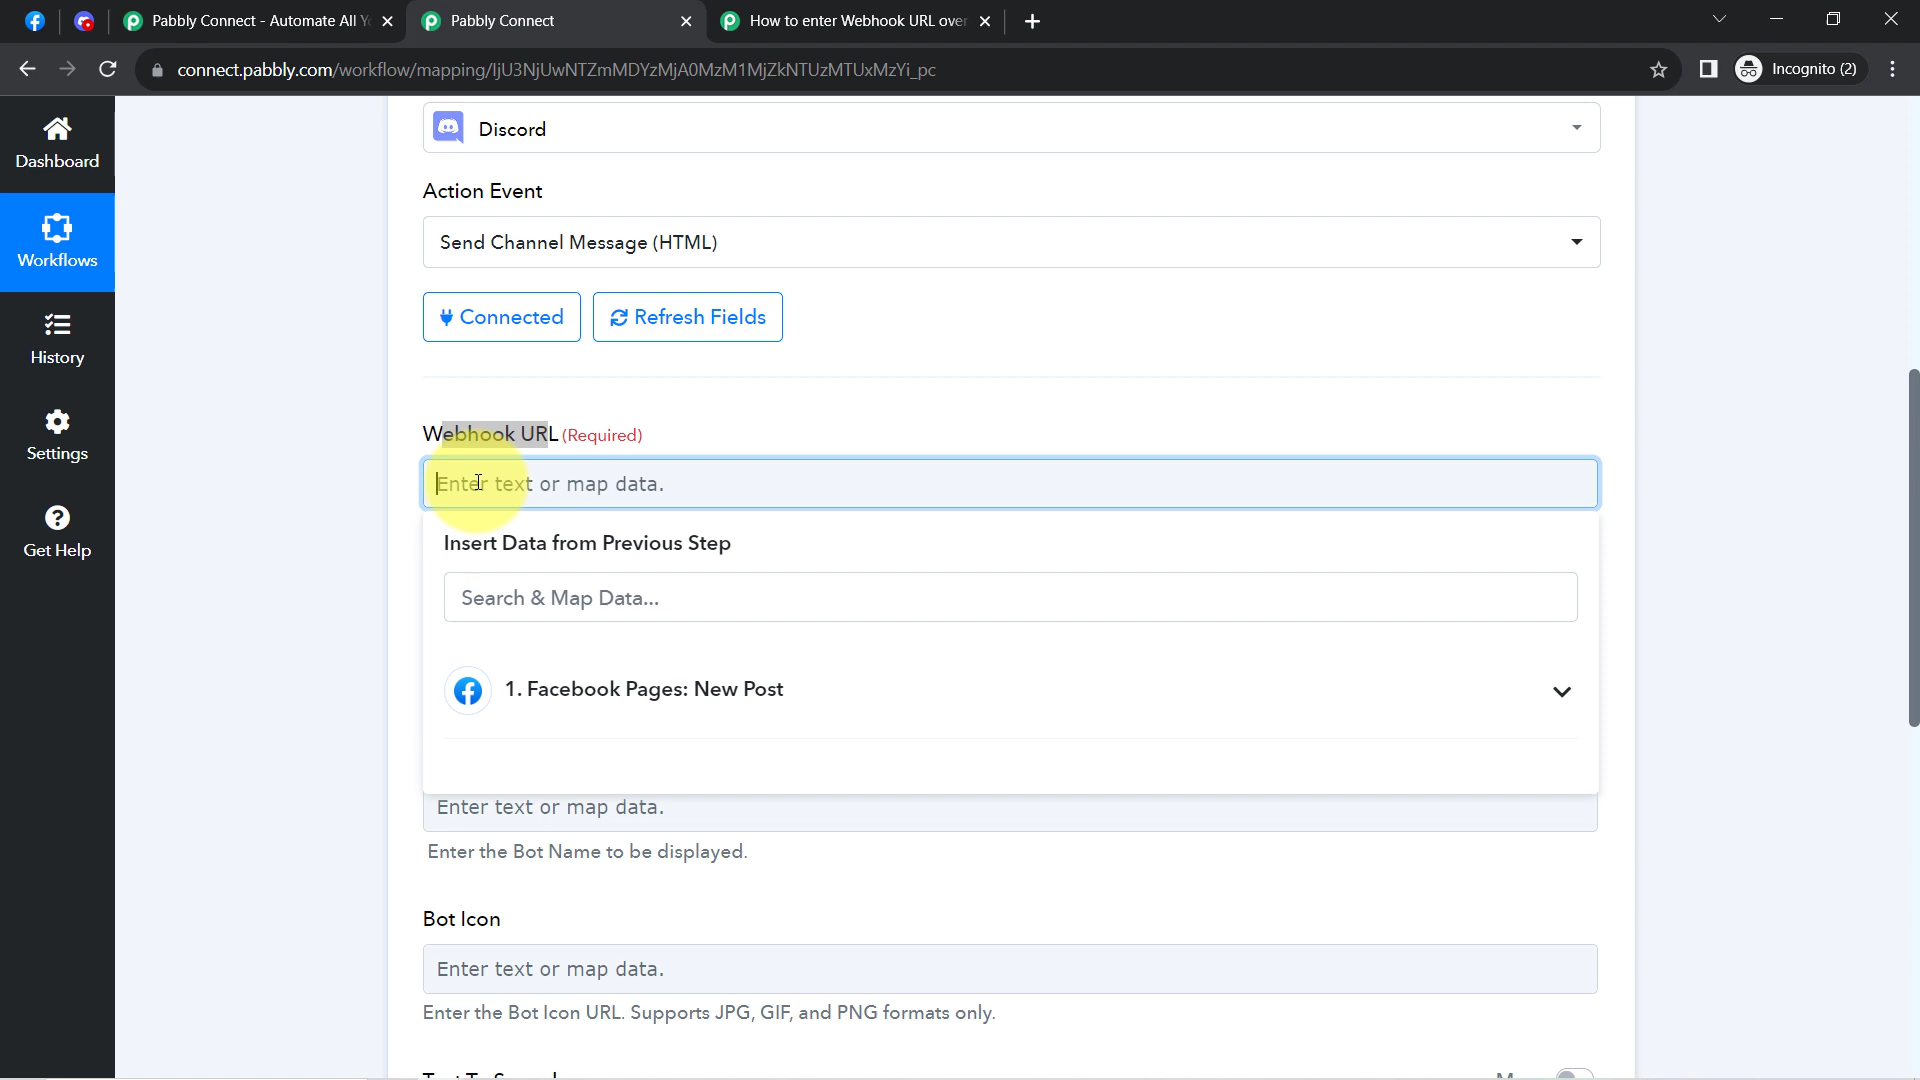 Pabbly Connect - Automate All Y
Pabbly Connect
How to enter Webhook URL over
connect.pabbly.com/workflow/mapping/IjU3NjUwNTZmMDYzMjA0MzM1MjZkNTUzMTUxMzYi_pc
Incognito (2)
Dashboard
Workflows
History
Settings
Get Help
Discord
Action Event
Send Channel Message (HTML)
Connected
Refresh Fields
Webhook URL (Required)
Enter text or map data.
Insert Data from Previous Step
Search & Map Data...
1. Facebook Pages: New Post
Enter text or map data.
Enter the Bot Name to be displayed.
Bot Icon
Enter text or map data.
Enter the Bot Icon URL. Supports JPG, GIF, and PNG formats only.